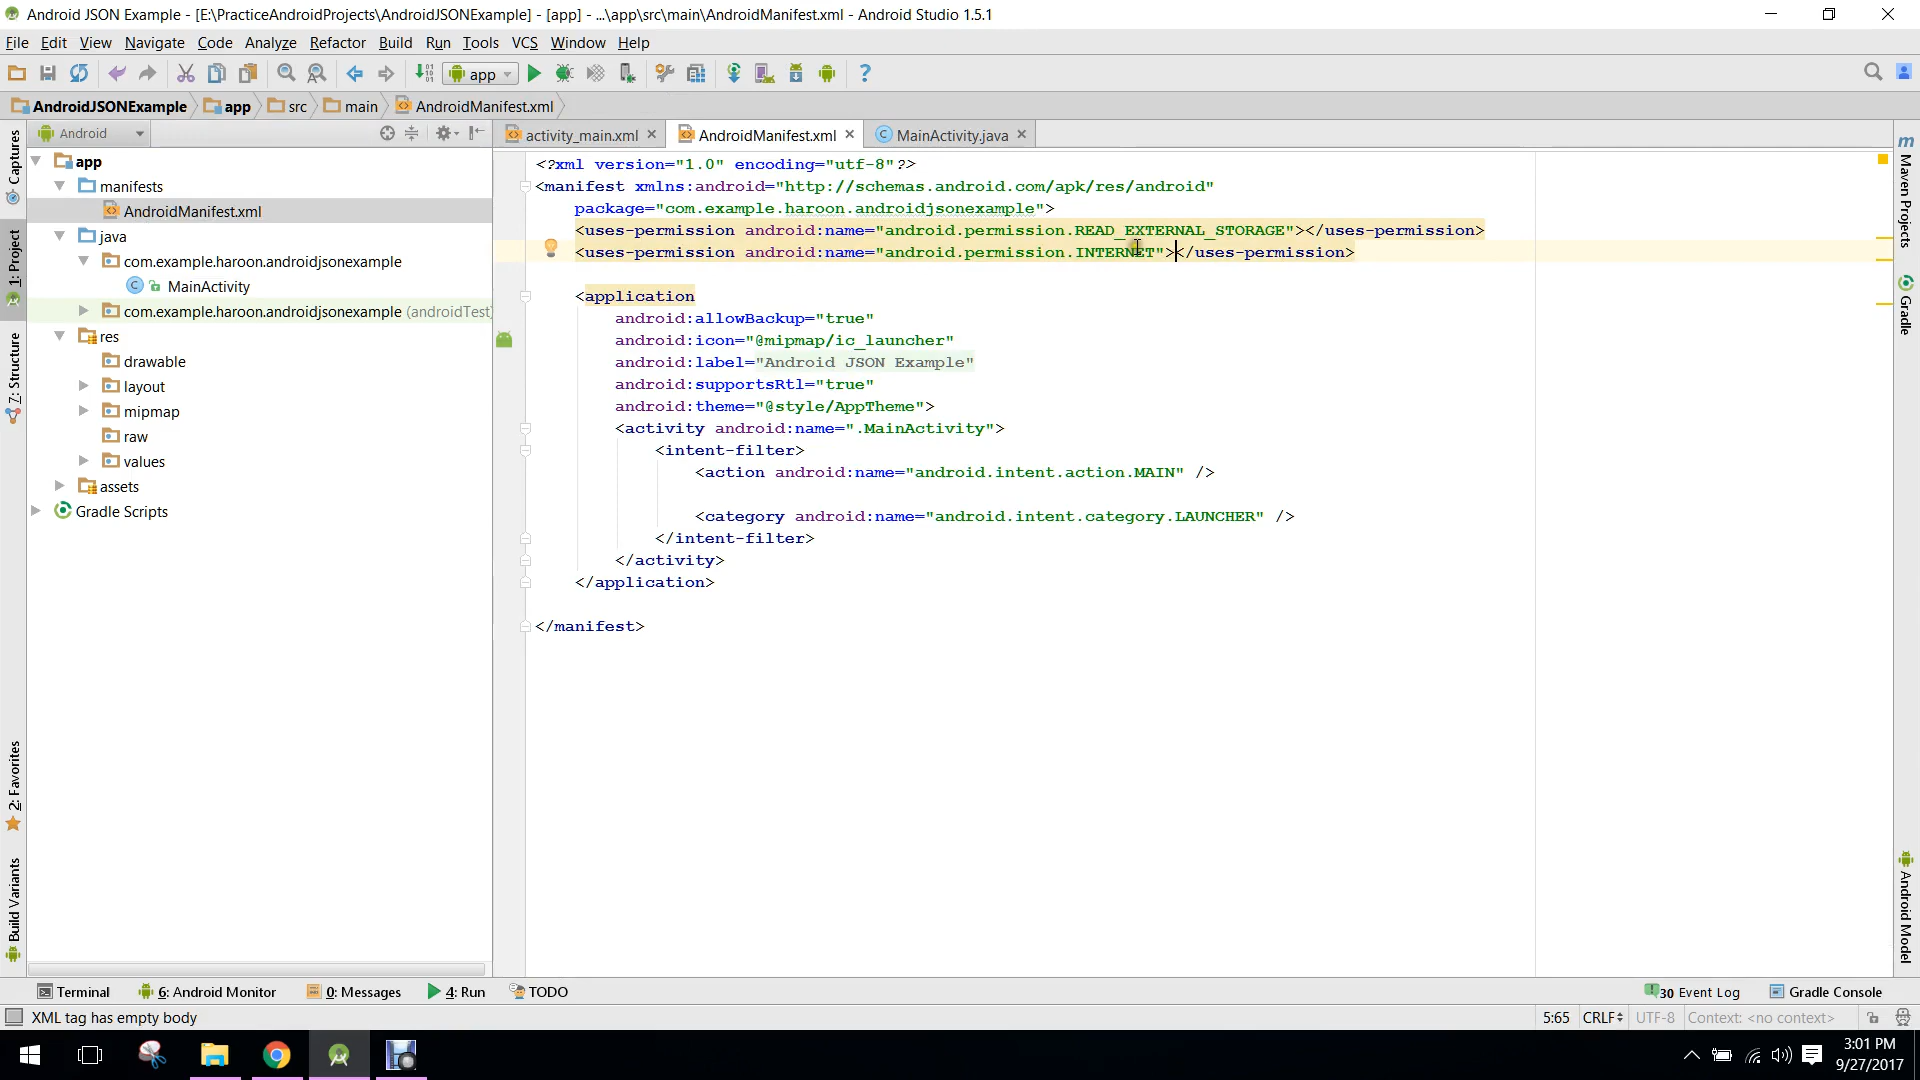 Android JSON Example - [E:\PracticeAndroidProjects\AndroidJSONExample] - [app] - ...\app\src\main\AndroidManifest.xml - Android Studio 1.5.1
File Edit View Navigate Code Analyze Refactor Build Run Tools VCS Window Help
app
AndroidJSONExample app src main AndroidManifest.xml
Android
activity_main.xml AndroidManifest.xml MainActivity.java
Captures
1: Project
7: Structure
2: Favorites
Build Variants
app
manifests
AndroidManifest.xml
java
com.example.haroon.androidjsonexample
MainActivity
com.example.haroon.androidjsonexample (androidTest)
res
drawable
layout
mipmap
raw
values
assets
Gradle Scripts
<?xml version="1.0" encoding="utf-8"?>
<manifest xmlns:android="http://schemas.android.com/apk/res/android"
package="com.example.haroon.androidjsonexample">
<uses-permission android:name="android.permission.READ_EXTERNAL_STORAGE"></uses-permission>
<uses-permission android:name="android.permission.INTERNET"></uses-permission>
<application
android:allowBackup="true"
android:icon="@mipmap/ic_launcher"
android:label="Android JSON Example"
android:supportsRtl="true"
android:theme="@style/AppTheme">
<activity android:name=".MainActivity">
<intent-filter>
<action android:name="android.intent.action.MAIN" />
<category android:name="android.intent.category.LAUNCHER" />
</intent-filter>
</activity>
</application>
</manifest>
Maven Projects
Gradle
Android Model
Terminal 6: Android Monitor 0: Messages 4: Run TODO 30 Event Log Gradle Console
XML tag has empty body 5:65 CRLF UTF-8 Context: <no context>
3:01 PM
9/27/2017